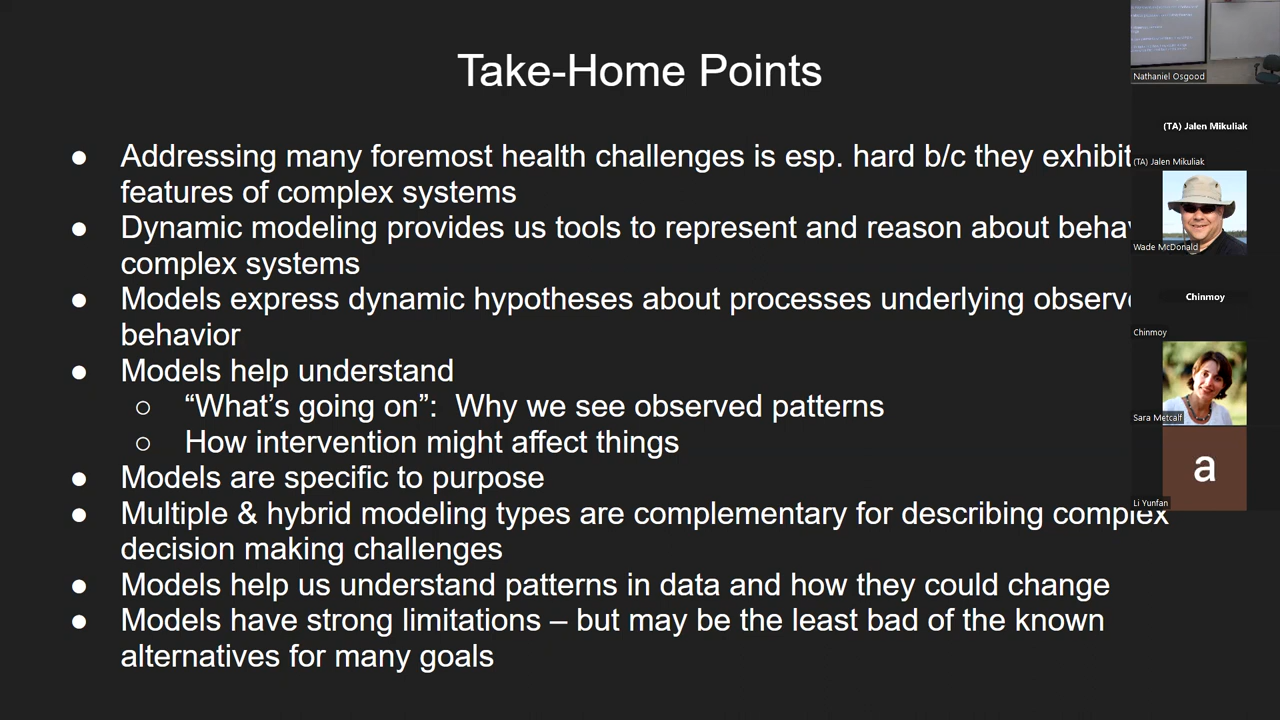 Take-Home Points
● Addressing many foremost health challenges is esp. hard b/c they exhibit
features of complex systems
● Dynamic modeling provides us tools to represent and reason about behav
complex systems
● Models express dynamic hypotheses about processes underlying observe
behavior
● Models help understand
○ “What’s going on”: Why we see observed patterns
○ How intervention might affect things
● Models are specific to purpose
● Multiple & hybrid modeling types are complementary for describing complex
decision making challenges
● Models help us understand patterns in data and how they could change
● Models have strong limitations – but may be the least bad of the known
alternatives for many goals
Nathaniel Osgood
(TA) Jalen Mikuliak
(TA) Jalen Mikuliak
Wade McDonald
Chinmoy
Chinmoy
Sara Metcalf
a
Li Yunfan